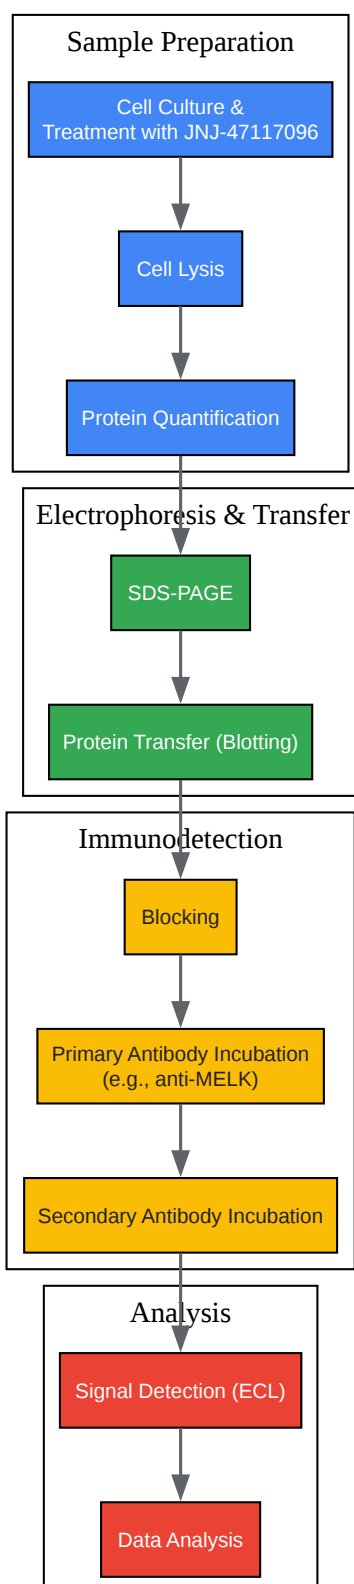 Sample Preparation
Cell Culture &
Treatment with JNJ-47117096
Cell Lysis
Protein Quantification
Electrophoresis & Transfer
SDS-PAGE
Protein Transfer (Blotting)
Immunodetection
Blocking
Primary Antibody Incubation
(e.g., anti-MELK)
Secondary Antibody Incubation
Analysis
Signal Detection (ECL)
Data Analysis